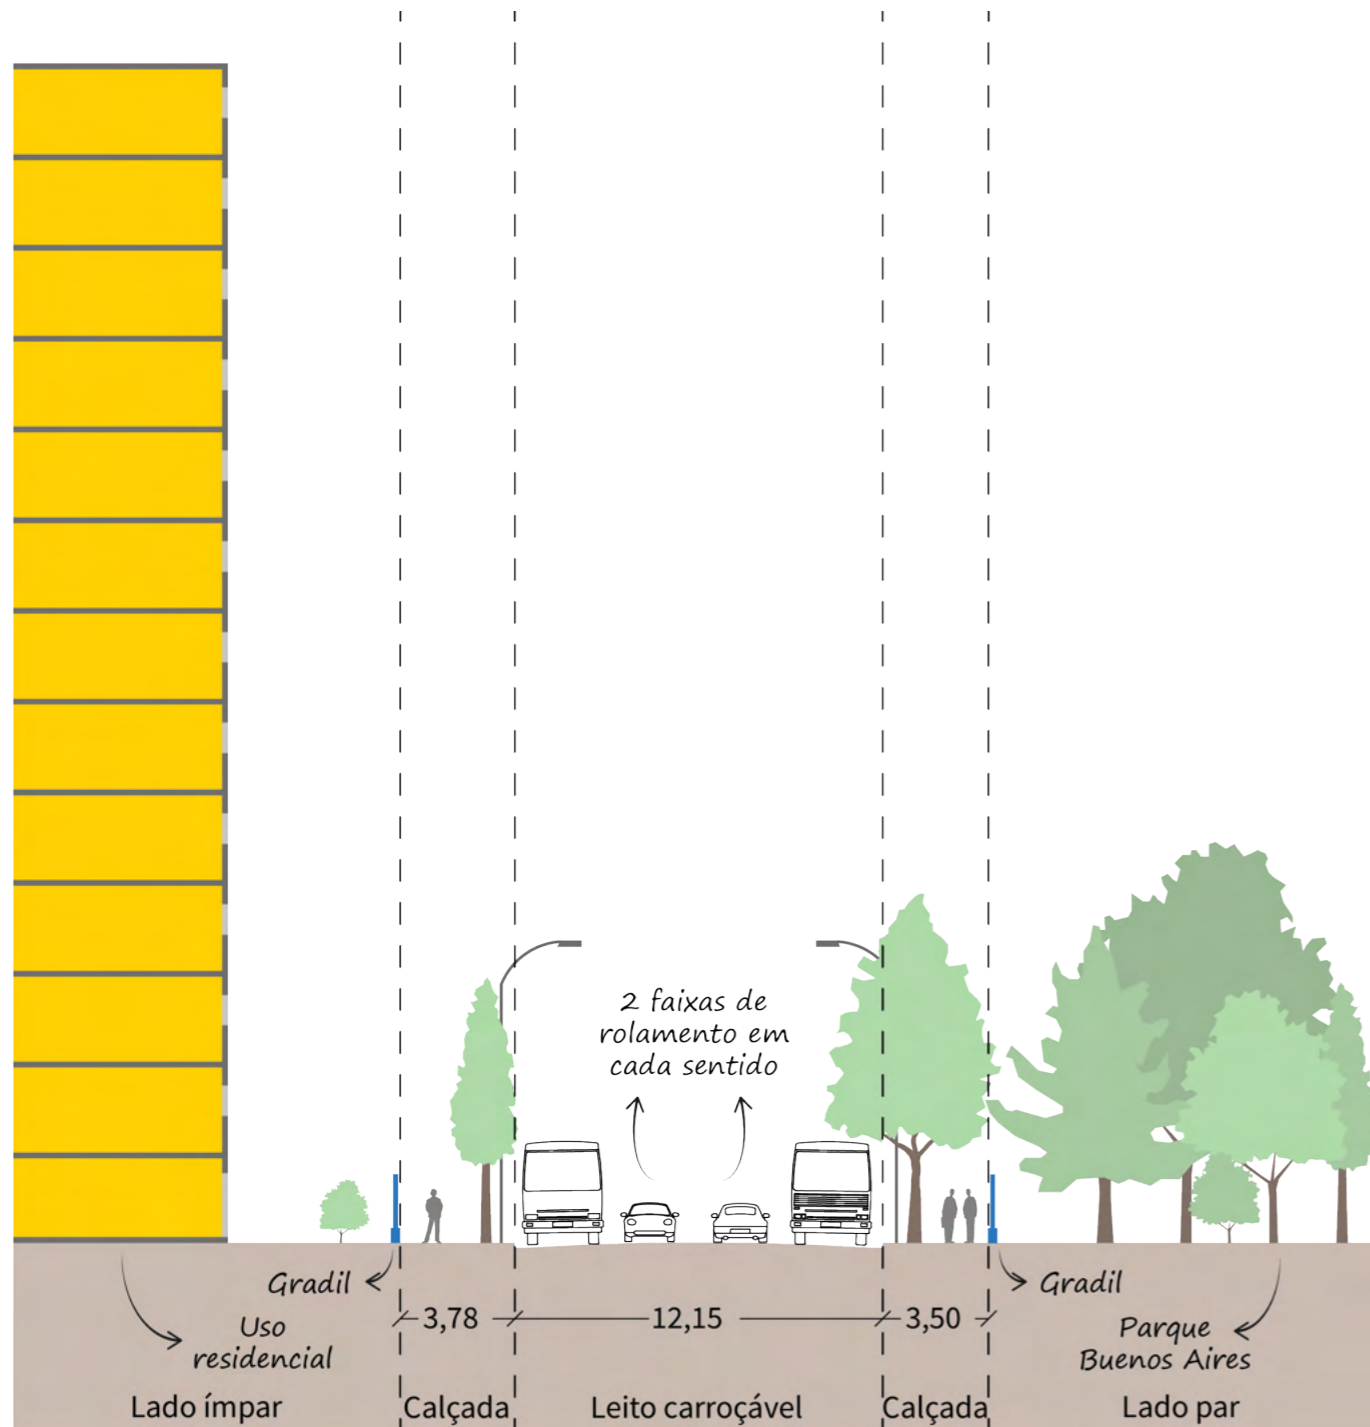 2 faixas de
rolamento em
cada sentido
Gradil
Gradil
3,78
12,15
3,50
Uso
residencial
Parque
Buenos Aires
Lado ímpar
Calçada
Leito carroçável
Calçada
Lado par